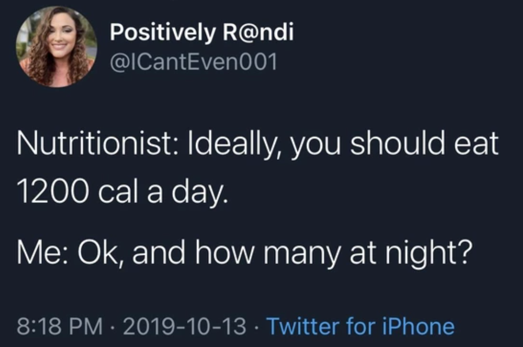 Positively R@ndi
@ICantEven001
Nutritionist: Ideally, you should eat
1200 cal a day.
Me: Ok, and how many at night?
8:18 PM · 2019-10-13 · Twitter for iPhone